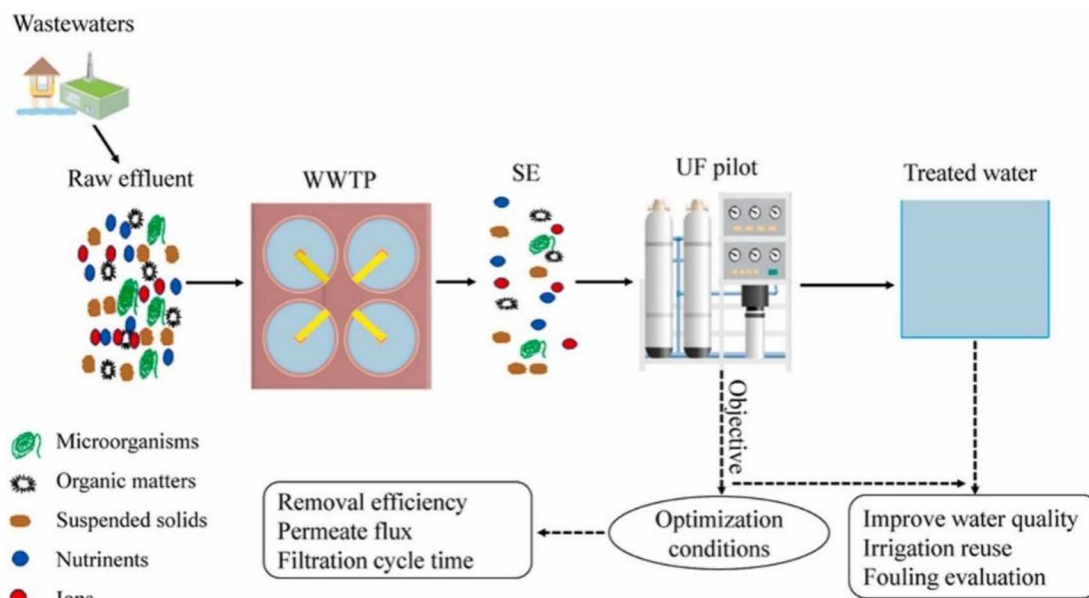 Wastewaters
Raw effluent
WWTP
SE
UF pilot
Treated water
Objective
Microorganisms
Organic matters
Suspended solids
Nutrinents
Ions
Removal efficiency
Permeate flux
Filtration cycle time
Optimization
conditions
Improve water quality
Irrigation reuse
Fouling evaluation